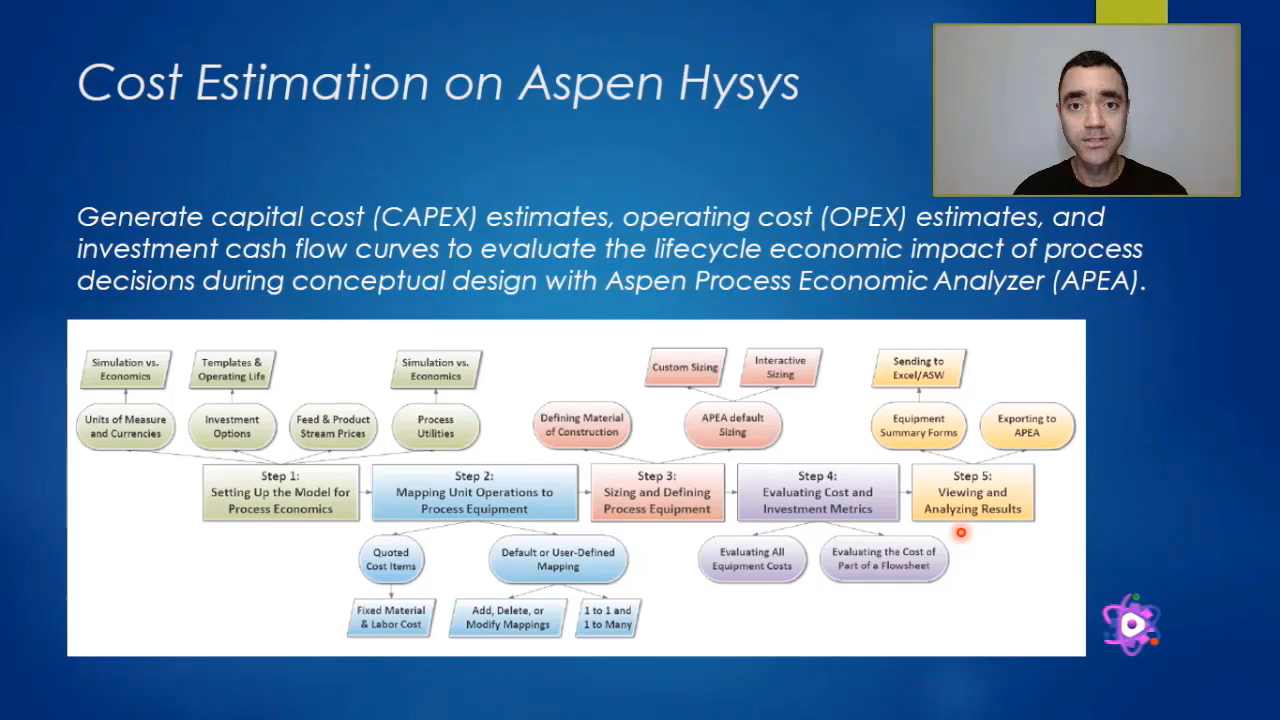 Cost Estimation on Aspen Hysys
Generate capital cost (CAPEX) estimates, operating cost (OPEX) estimates, and
investment cash flow curves to evaluate the lifecycle economic impact of process
decisions during conceptual design with Aspen Process Economic Analyzer (APEA).
Simulation vs.
Economics
Templates &
Operating Life
Simulation vs.
Economics
Custom Sizing
Interactive
Sizing
Sending to
Excel/ASW
Units of Measure
and Currencies
Investment
Options
Feed & Product
Stream Prices
Process
Utilities
Defining Material
of Construction
APEA default
Sizing
Equipment
Summary Forms
Exporting to
APEA
Step 1:
Setting Up the Model for
Process Economics
Step 2:
Mapping Unit Operations to
Process Equipment
Step 3:
Sizing and Defining
Process Equipment
Step 4:
Evaluating Cost and
Investment Metrics
Step 5:
Viewing and
Analyzing Results
Quoted
Cost Items
Default or User-Defined
Mapping
Evaluating All
Equipment Costs
Evaluating the Cost of
Part of a Flowsheet
Fixed Material
& Labor Cost
Add, Delete, or
Modify Mappings
1 to 1 and
1 to Many